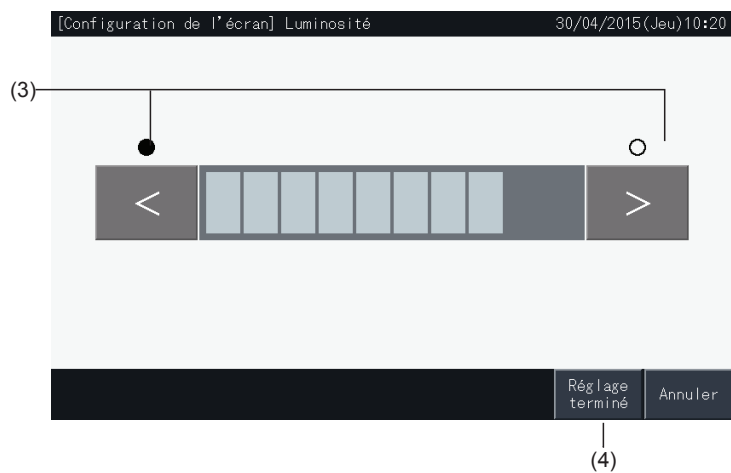 [Configuration de l'écran] Luminosité 30/04/2015(Jeu)10:20
(3)
< >
Réglage
terminé
Annuler
(4)